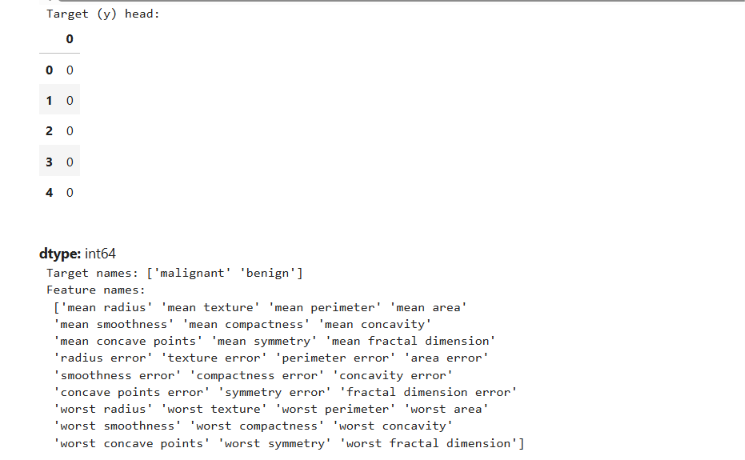 Target (y) head:
0
0 0
1 0
2 0
3 0
4 0
dtype: int64
Target names: ['malignant' 'benign']
Feature names:
['mean radius' 'mean texture' 'mean perimeter' 'mean area'
'mean smoothness' 'mean compactness' 'mean concavity'
'mean concave points' 'mean symmetry' 'mean fractal dimension'
'radius error' 'texture error' 'perimeter error' 'area error'
'smoothness error' 'compactness error' 'concavity error'
'concave points error' 'symmetry error' 'fractal dimension error'
'worst radius' 'worst texture' 'worst perimeter' 'worst area'
'worst smoothness' 'worst compactness' 'worst concavity'
'worst concave points' 'worst symmetry' 'worst fractal dimension']